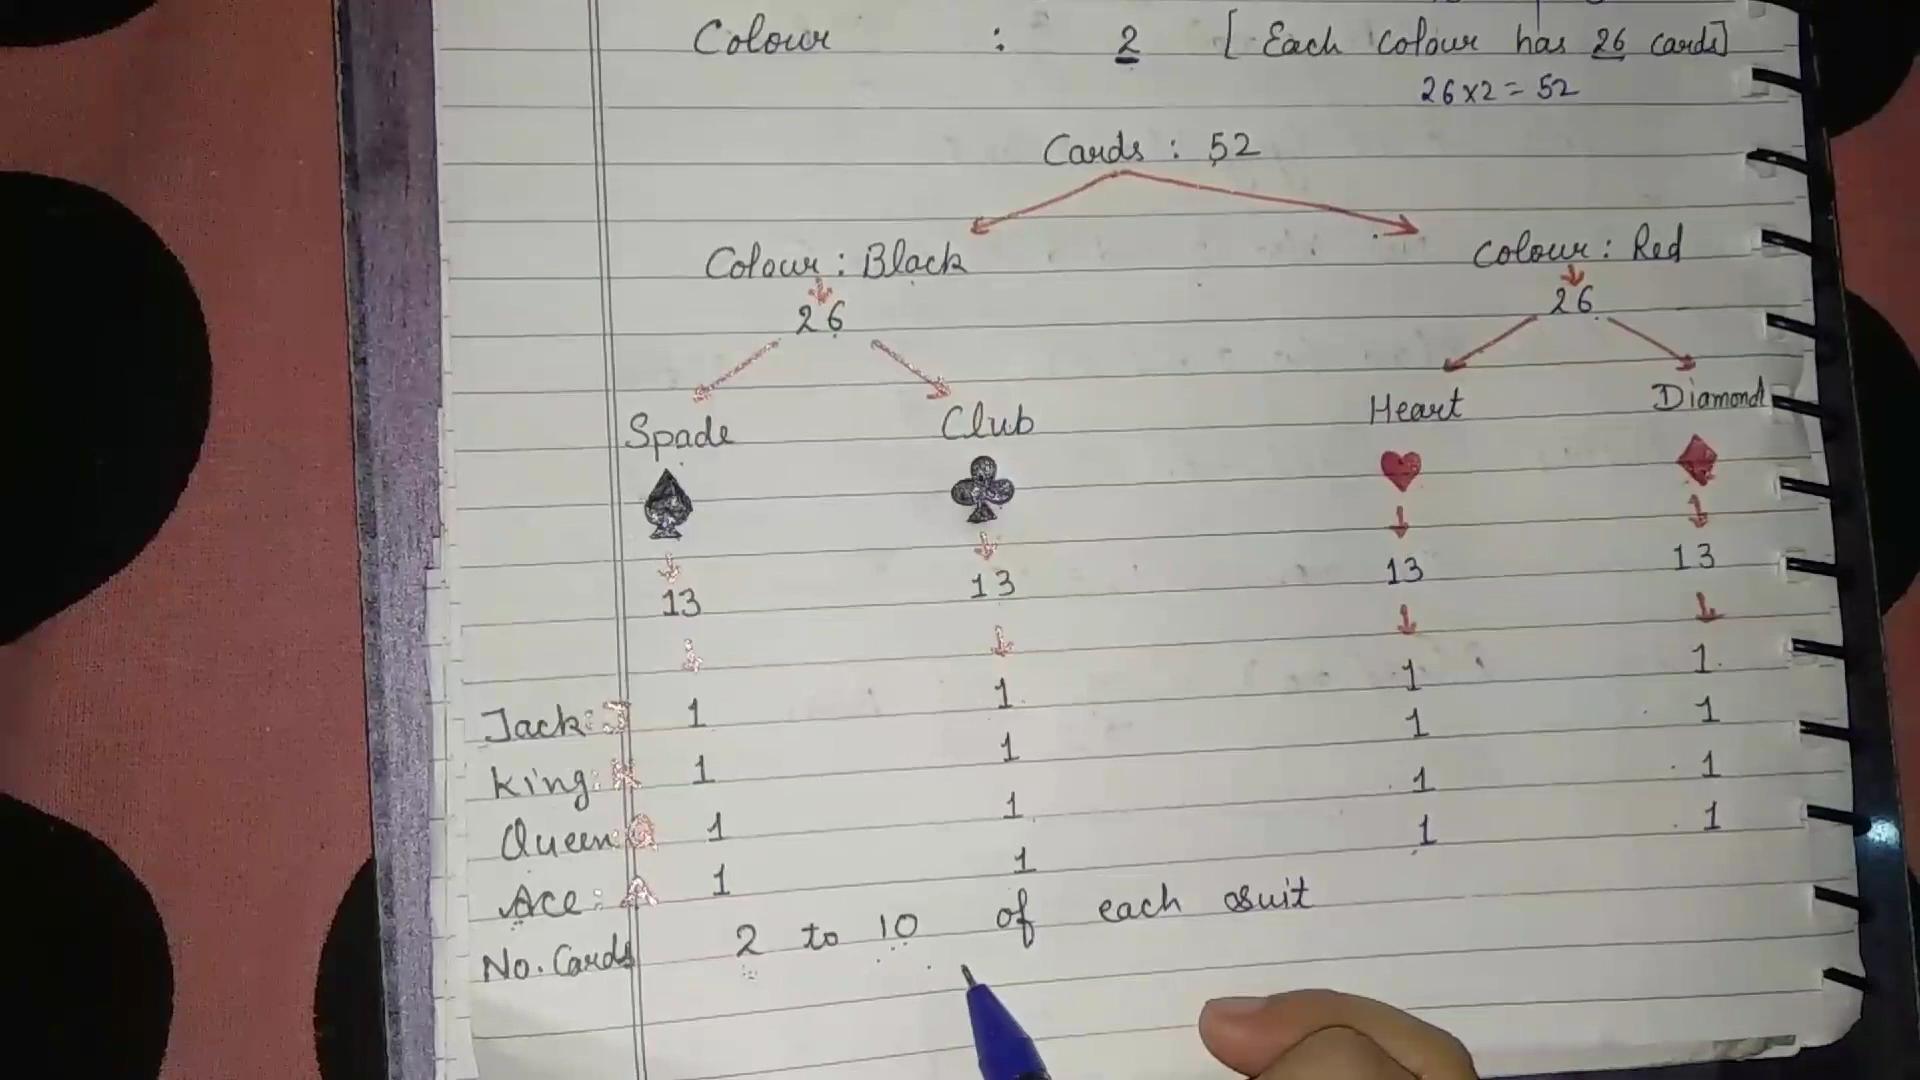 Colour : 2 [Each colour has 26 cards]
26×2=52
Cards : 52
Colour : Black Colour : Red
26 26
Spade Club Heart Diamond
13 13 13 13
Jack: J 1 1 1 1
King: K 1 1 1 1
Queen: Q 1 1 1 1
Ace: A 1 1 1 1
No. Cards 2 to 10 of each suit